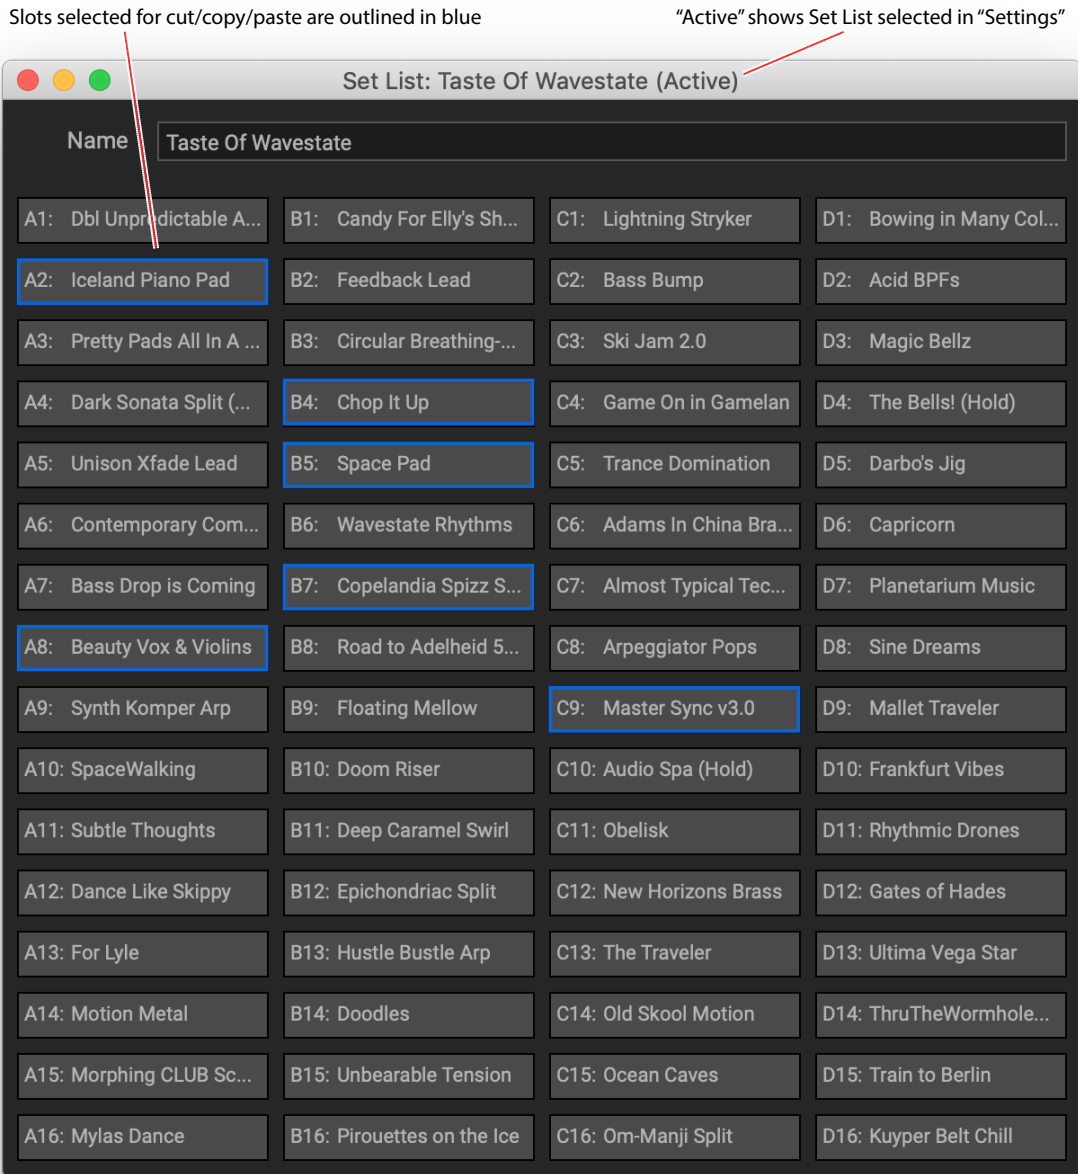 Slots selected for cut/copy/paste are outlined in blue
“Active” shows Set List selected in “Settings”
Set List: Taste Of Wavestate (Active)
Name Taste Of Wavestate
A1: Dbl Unpredictable A... B1: Candy For Elly's Sh... C1: Lightning Stryker D1: Bowing in Many Col...
A2: Iceland Piano Pad B2: Feedback Lead C2: Bass Bump D2: Acid BPFs
A3: Pretty Pads All In A ... B3: Circular Breathing-... C3: Ski Jam 2.0 D3: Magic Bellz
A4: Dark Sonata Split (... B4: Chop It Up C4: Game On in Gamelan D4: The Bells! (Hold)
A5: Unison Xfade Lead B5: Space Pad C5: Trance Domination D5: Darbo's Jig
A6: Contemporary Com... B6: Wavestate Rhythms C6: Adams In China Bra... D6: Capricorn
A7: Bass Drop is Coming B7: Copelandia Spizz S... C7: Almost Typical Tec... D7: Planetarium Music
A8: Beauty Vox & Violins B8: Road to Adelheid 5... C8: Arpeggiator Pops D8: Sine Dreams
A9: Synth Komper Arp B9: Floating Mellow C9: Master Sync v3.0 D9: Mallet Traveler
A10: SpaceWalking B10: Doom Riser C10: Audio Spa (Hold) D10: Frankfurt Vibes
A11: Subtle Thoughts B11: Deep Caramel Swirl C11: Obelisk D11: Rhythmic Drones
A12: Dance Like Skippy B12: Epichondriac Split C12: New Horizons Brass D12: Gates of Hades
A13: For Lyle B13: Hustle Bustle Arp C13: The Traveler D13: Ultima Vega Star
A14: Motion Metal B14: Doodles C14: Old Skool Motion D14: ThruTheWormhole...
A15: Morphing CLUB Sc... B15: Unbearable Tension C15: Ocean Caves D15: Train to Berlin
A16: Mylas Dance B16: Pirouettes on the Ice C16: Om-Manji Split D16: Kuyper Belt Chill